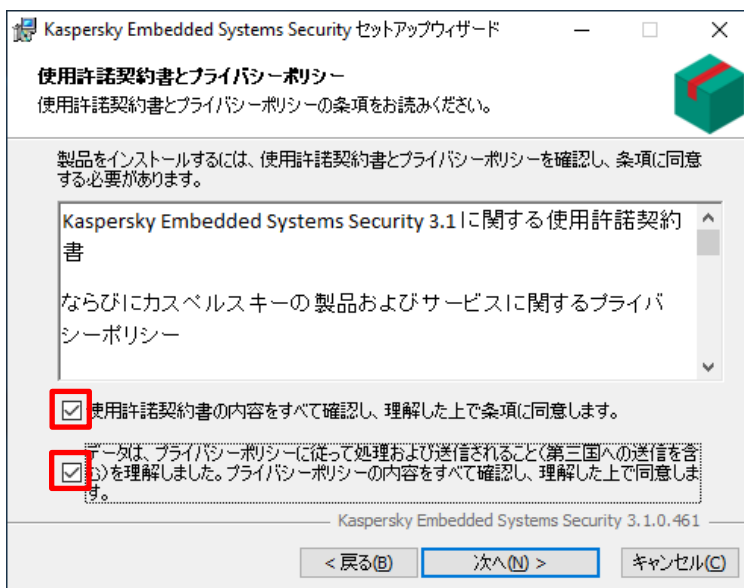 Kaspersky Embedded Systems Security セットアップウィザード
使用許諾契約書とプライバシーポリシー
使用許諾契約書とプライバシーポリシーの条項をお読みください。
製品をインストールするには、使用許諾契約書とプライバシーポリシーを確認し、条項に同意
する必要があります。
Kaspersky Embedded Systems Security 3.1に関する使用許諾契約
書
ならびにカスペルスキーの製品およびサービスに関するプライバ
シーポリシー
使用許諾契約書の内容をすべて確認し、理解した上で条項に同意します。
データは、プライバシーポリシーに従って処理および送信されること(第三国への送信を含
む)を理解しました。プライバシーポリシーの内容をすべて確認し、理解した上で同意しま
す。
Kaspersky Embedded Systems Security 3.1.0.461
< 戻る(B)
次へ(N) >
キャンセル(C)